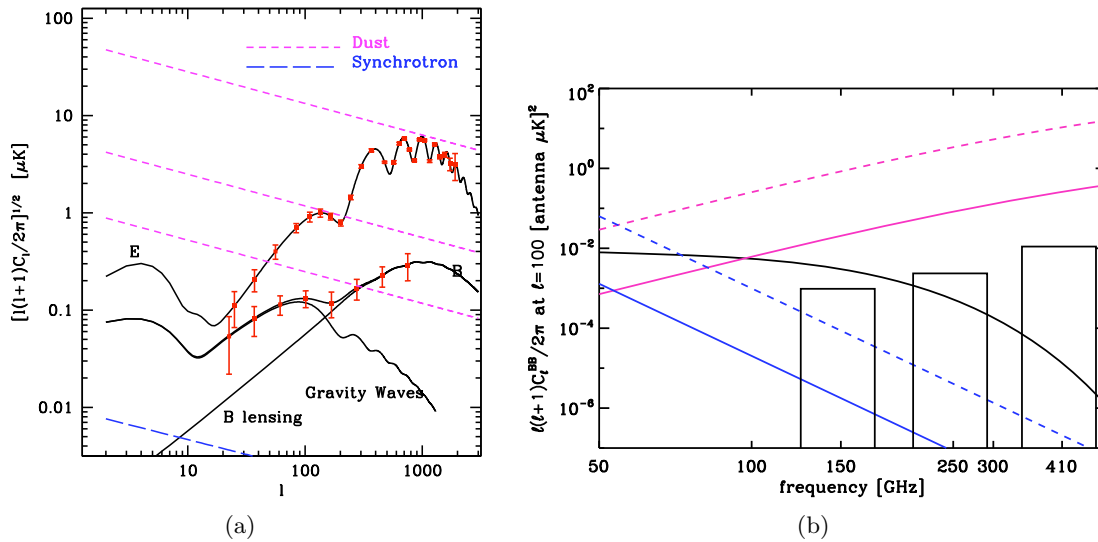 100
10
1
0.1
0.01
[l(l+1)C_l/2π]^{1/2} [μK]
Dust
Synchrotron
E
B
Gravity Waves
B lensing
10
100
1000
l
(a)
10^2
10^0
10^{-2}
10^{-4}
10^{-6}
ℓ(ℓ+1)C_ℓ^{BB}/2π at ℓ=100 [antenna μK]^2
50
100
150
250
300
410
frequency [GHz]
(b)